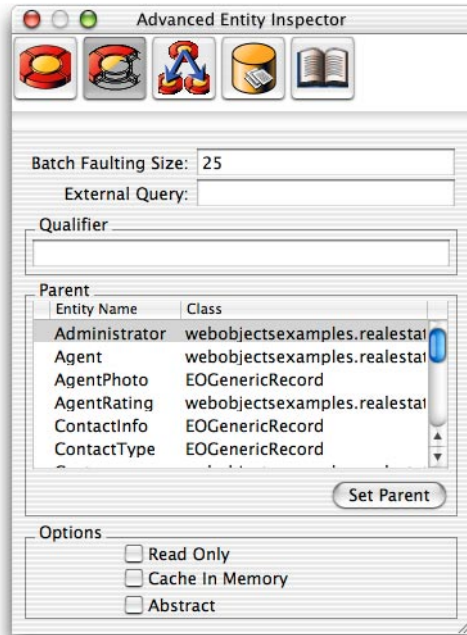 Advanced Entity Inspector
Batch Faulting Size: 25
External Query:
Qualifier
Parent
Entity Name Class
Administrator webobjectsexamples.realestat
Agent webobjectsexamples.realestat
AgentPhoto EOGenericRecord
AgentRating webobjectsexamples.realestat
ContactInfo EOGenericRecord
ContactType EOGenericRecord
Set Parent
Options
Read Only
Cache In Memory
Abstract